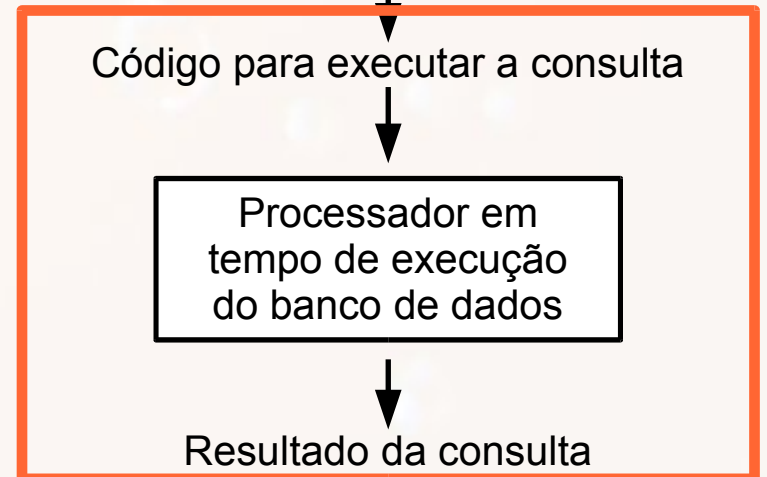 Código para executar a consulta
Processador em
tempo de execução
do banco de dados
Resultado da consulta